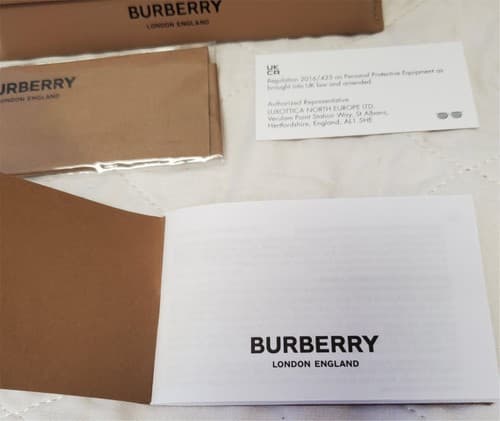 BURBERRY
LONDON ENGLAND
URBERRY
ONDON ENGLAND
UK
CA
Regulation 2016/425 on Personal Protective Equipment as
brought into UK law and amended.
Authorized Representative
LUXOTTICA NORTH EUROPE LTD.
Verulam Point Station Way, St Albans,
Hertfordshire, England, AL1 5HE
BURBERRY
LONDON ENGLAND